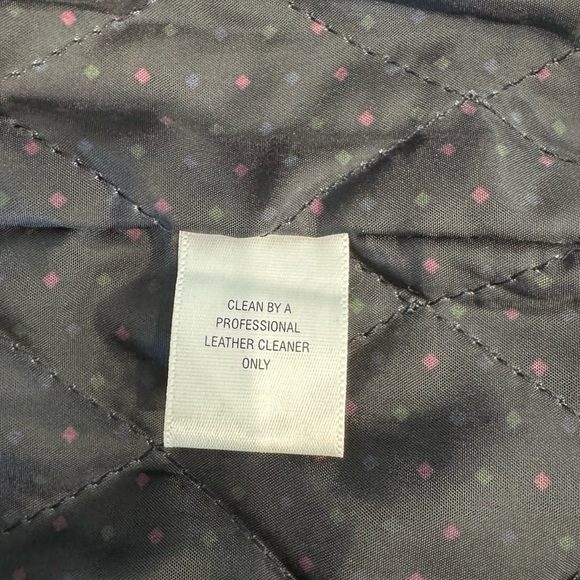 CLEAN BY A
PROFESSIONAL
LEATHER CLEANER
ONLY